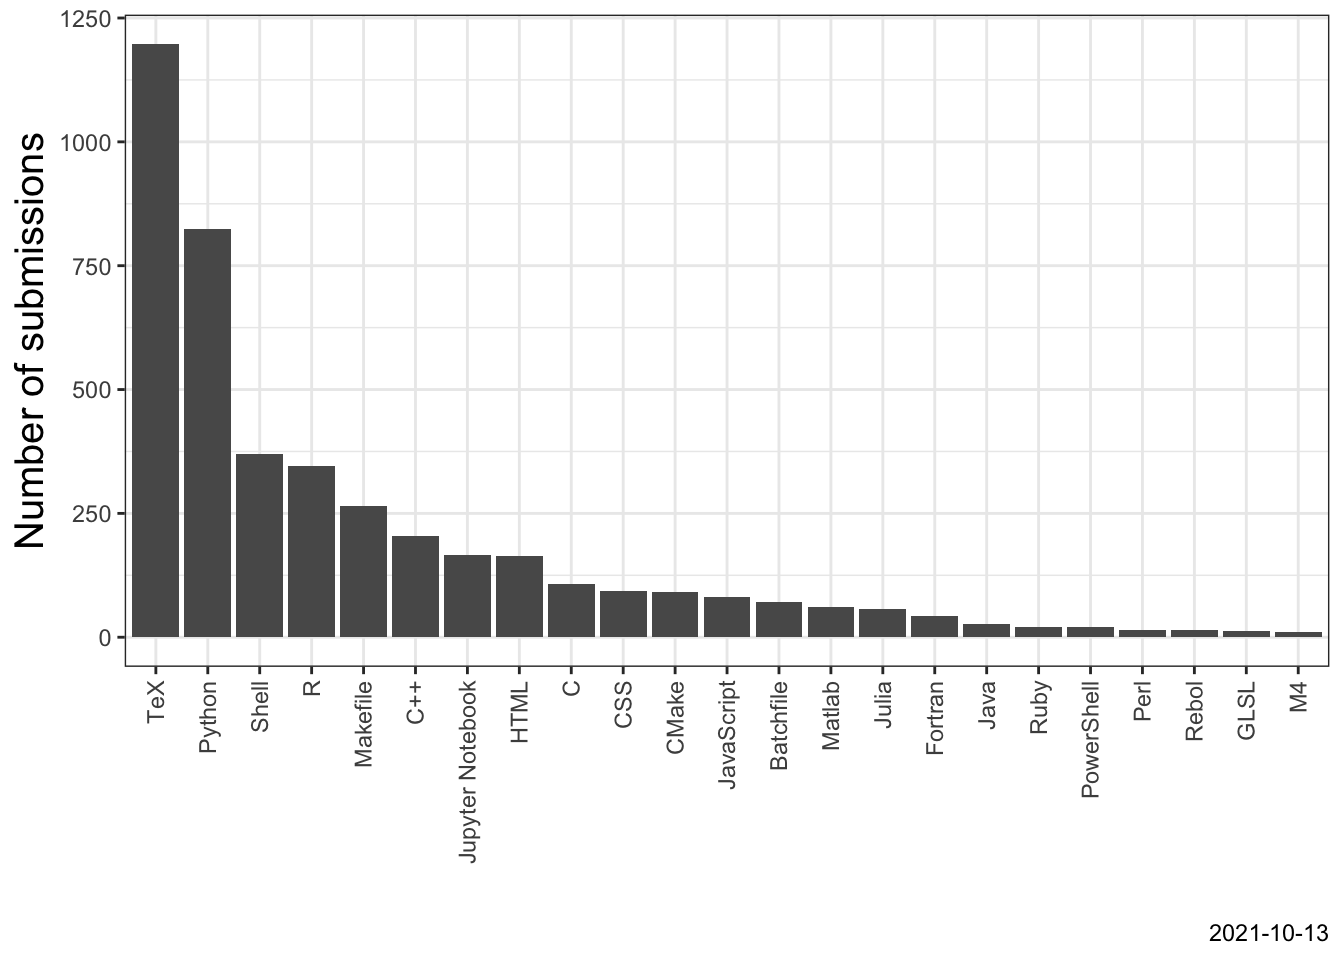 Number of submissions
1250
1000
750
500
250
0
TeX
Python
Shell
R
Makefile
C++
Jupyter Notebook
HTML
C
CSS
CMake
JavaScript
Batchfile
Matlab
Julia
Fortran
Java
Ruby
PowerShell
Perl
Rebol
GLSL
M4
2021-10-13